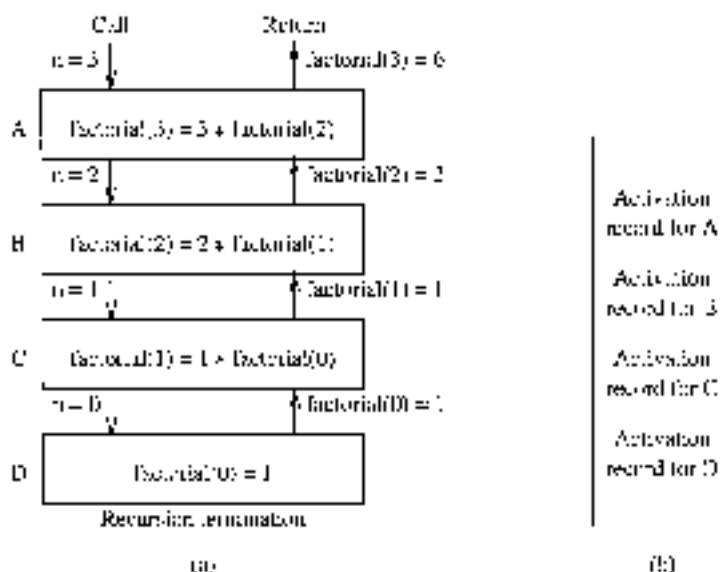 Call Return
n = 3 factorial(3) = 6
A factorial(3) = 3 * factorial(2)
n = 2 factorial(2) = 2
B factorial(2) = 2 * factorial(1)
n = 1 factorial(1) = 1
C factorial(1) = 1 * factorial(0)
n = 0 factorial(0) = 1
D factorial(0) = 1
Recursion termination
(a)
Activation
record for A
Activation
record for B
Activation
record for C
Activation
record for D
(b)